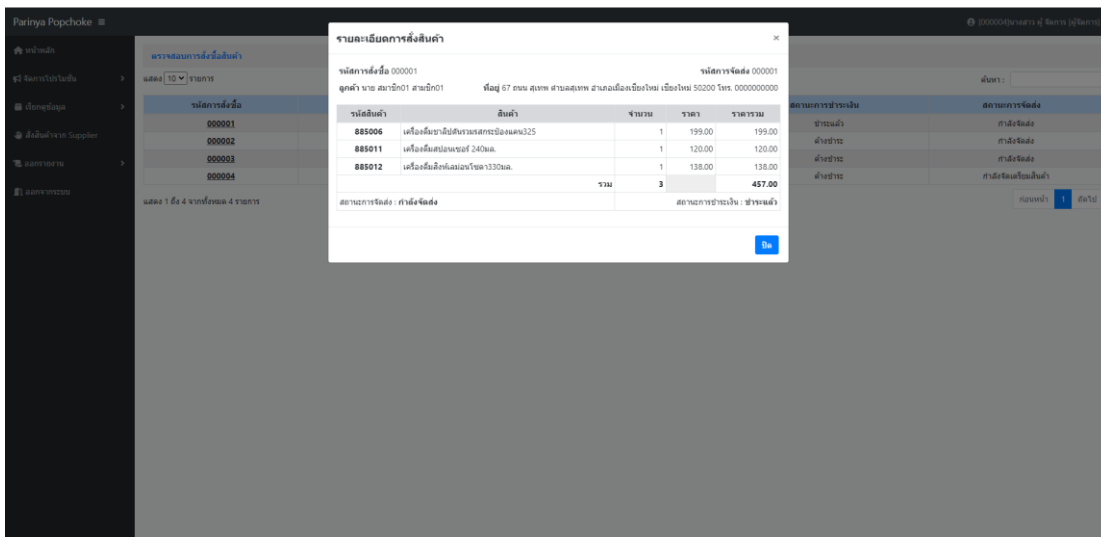 Parinya Popchoke
[000004]นางสาว ผู้ จัดการ [ผู้จัดการ]
หน้าหลัก
จัดการโปรโมชั่น
เรียกดูข้อมูล
สั่งสินค้าจาก Supplier
ออกรายงาน
ออกจากระบบ
ตรวจสอบการสั่งซื้อสินค้า
แสดง 10 รายการ
ค้นหา :
รหัสการสั่งซื้อ
สถานะการชำระเงิน
สถานะการจัดส่ง
000001
ชำระแล้ว
กำลังจัดส่ง
000002
ค้างชำระ
กำลังจัดส่ง
000003
ค้างชำระ
กำลังจัดส่ง
000004
ค้างชำระ
กำลังจัดเตรียมสินค้า
แสดง 1 ถึง 4 จากทั้งหมด 4 รายการ
ก่อนหน้า 1 ถัดไป
รายละเอียดการสั่งสินค้า ×
รหัสการสั่งซื้อ 000001 รหัสการจัดส่ง 000001
ลูกค้า นาย สมาชิก01 สามชิก01 ที่อยู่ 67 ถนน สุเทพ ตำบลสุเทพ อำเภอเมืองเชียงใหม่ เชียงใหม่ 50200 โทร. 0000000000
รหัสสินค้า สินค้า จำนวน ราคา ราคารวม
885006 เครื่องดื่มชาลิปตันรวมรสกระป๋องแคน325 1 199.00 199.00
885011 เครื่องดื่มสปอนเซอร์ 240มล. 1 120.00 120.00
885012 เครื่องดื่มสิงห์เลม่อนโซดา330มล. 1 138.00 138.00
รวม 3 457.00
สถานะการจัดส่ง : กำลังจัดส่ง สถานะการชำระเงิน : ชำระแล้ว
ปิด